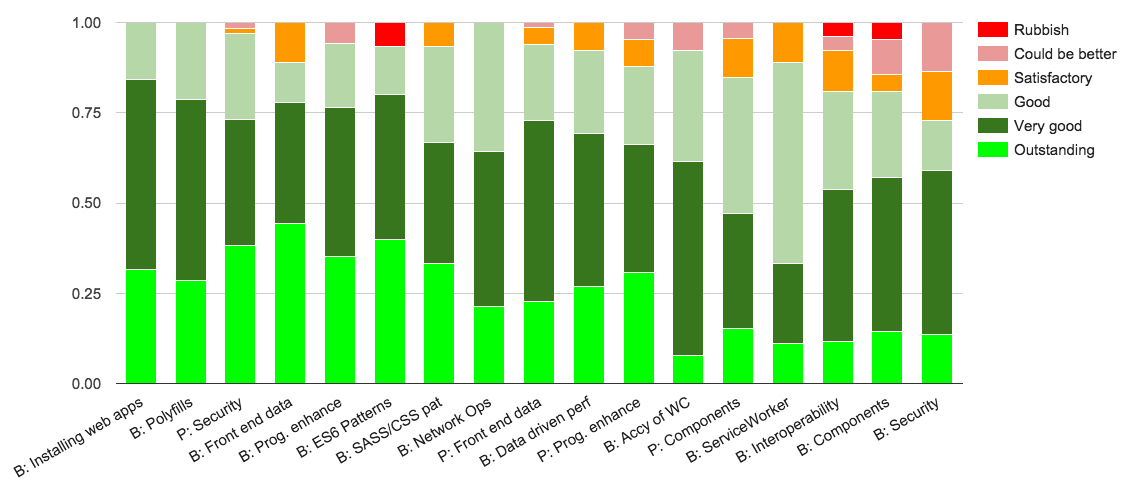 1.00
0.75
0.50
0.25
0.00
Rubbish
Could be better
Satisfactory
Good
Very good
Outstanding
B: Installing web apps
B: Polyfills
P: Security
B: Front end data
B: Prog. enhance
B: ES6 Patterns
B: SASS/CSS pat
B: Network Ops
P: Front end data
B: Data driven perf
P: Prog. enhance
B: Accy of WC
P: Components
B: ServiceWorker
B: Interoperability
B: Components
B: Security